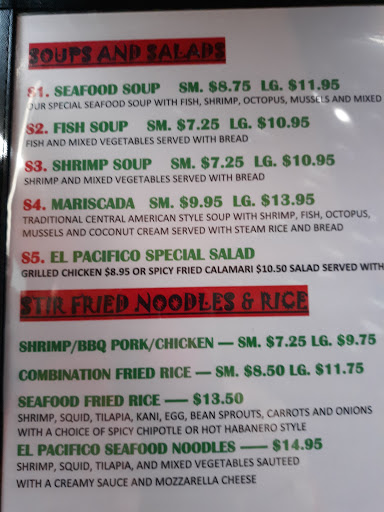 SOUPS AND SALADS
S1. SEAFOOD SOUP SM. $8.75 LG. $11.95
OUR SPECIAL SEAFOOD SOUP WITH FISH, SHRIMP, OCTOPUS, MUSSELS AND MIXED
S2. FISH SOUP SM. $7.25 LG. $10.95
FISH AND MIXED VEGETABLES SERVED WITH BREAD
S3. SHRIMP SOUP SM. $7.25 LG. $10.95
SHRIMP AND MIXED VEGETABLES SERVED WITH BREAD
S4. MARISCADA SM. $9.95 LG. $13.95
TRADITIONAL CENTRAL AMERICAN STYLE SOUP WITH SHRIMP, FISH, OCTOPUS,
MUSSELS AND COCONUT CREAM SERVED WITH STEAM RICE AND BREAD
S5. EL PACIFICO SPECIAL SALAD
GRILLED CHICKEN $8.95 OR SPICY FRIED CALAMARI $10.50 SALAD SERVED WITH
STIR FRIED NOODLES & RICE
SHRIMP/BBQ PORK/CHICKEN — SM. $7.25 LG. $9.75
COMBINATION FRIED RICE — SM. $8.50 LG. $11.75
SEAFOOD FRIED RICE — $13.50
SHRIMP, SQUID, TILAPIA, KANI, EGG, BEAN SPROUTS, CARROTS AND ONIONS
WITH A CHOICE OF SPICY CHIPOTLE OR HOT HABANERO STYLE
EL PACIFICO SEAFOOD NOODLES —– $14.95
SHRIMP, SQUID, TILAPIA, AND MIXED VEGETABLES SAUTEED
WITH A CREAMY SAUCE AND MOZZARELLA CHEESE